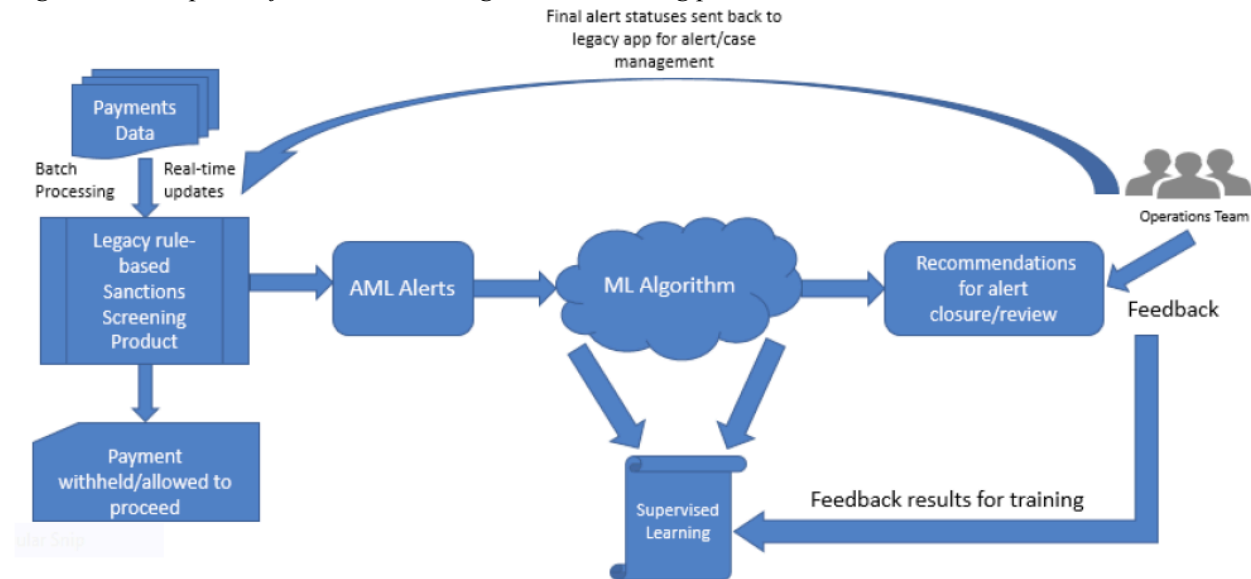 Final alert statuses sent back to
legacy app for alert/case
management
Payments
Data
Batch
Processing
Real-time
updates
Operations Team
Legacy rule-
based
Sanctions
Screening
Product
AML Alerts
ML Algorithm
Recommendations
for alert
closure/review
Feedback
Payment
withheld/allowed to
proceed
Supervised
Learning
Feedback results for training